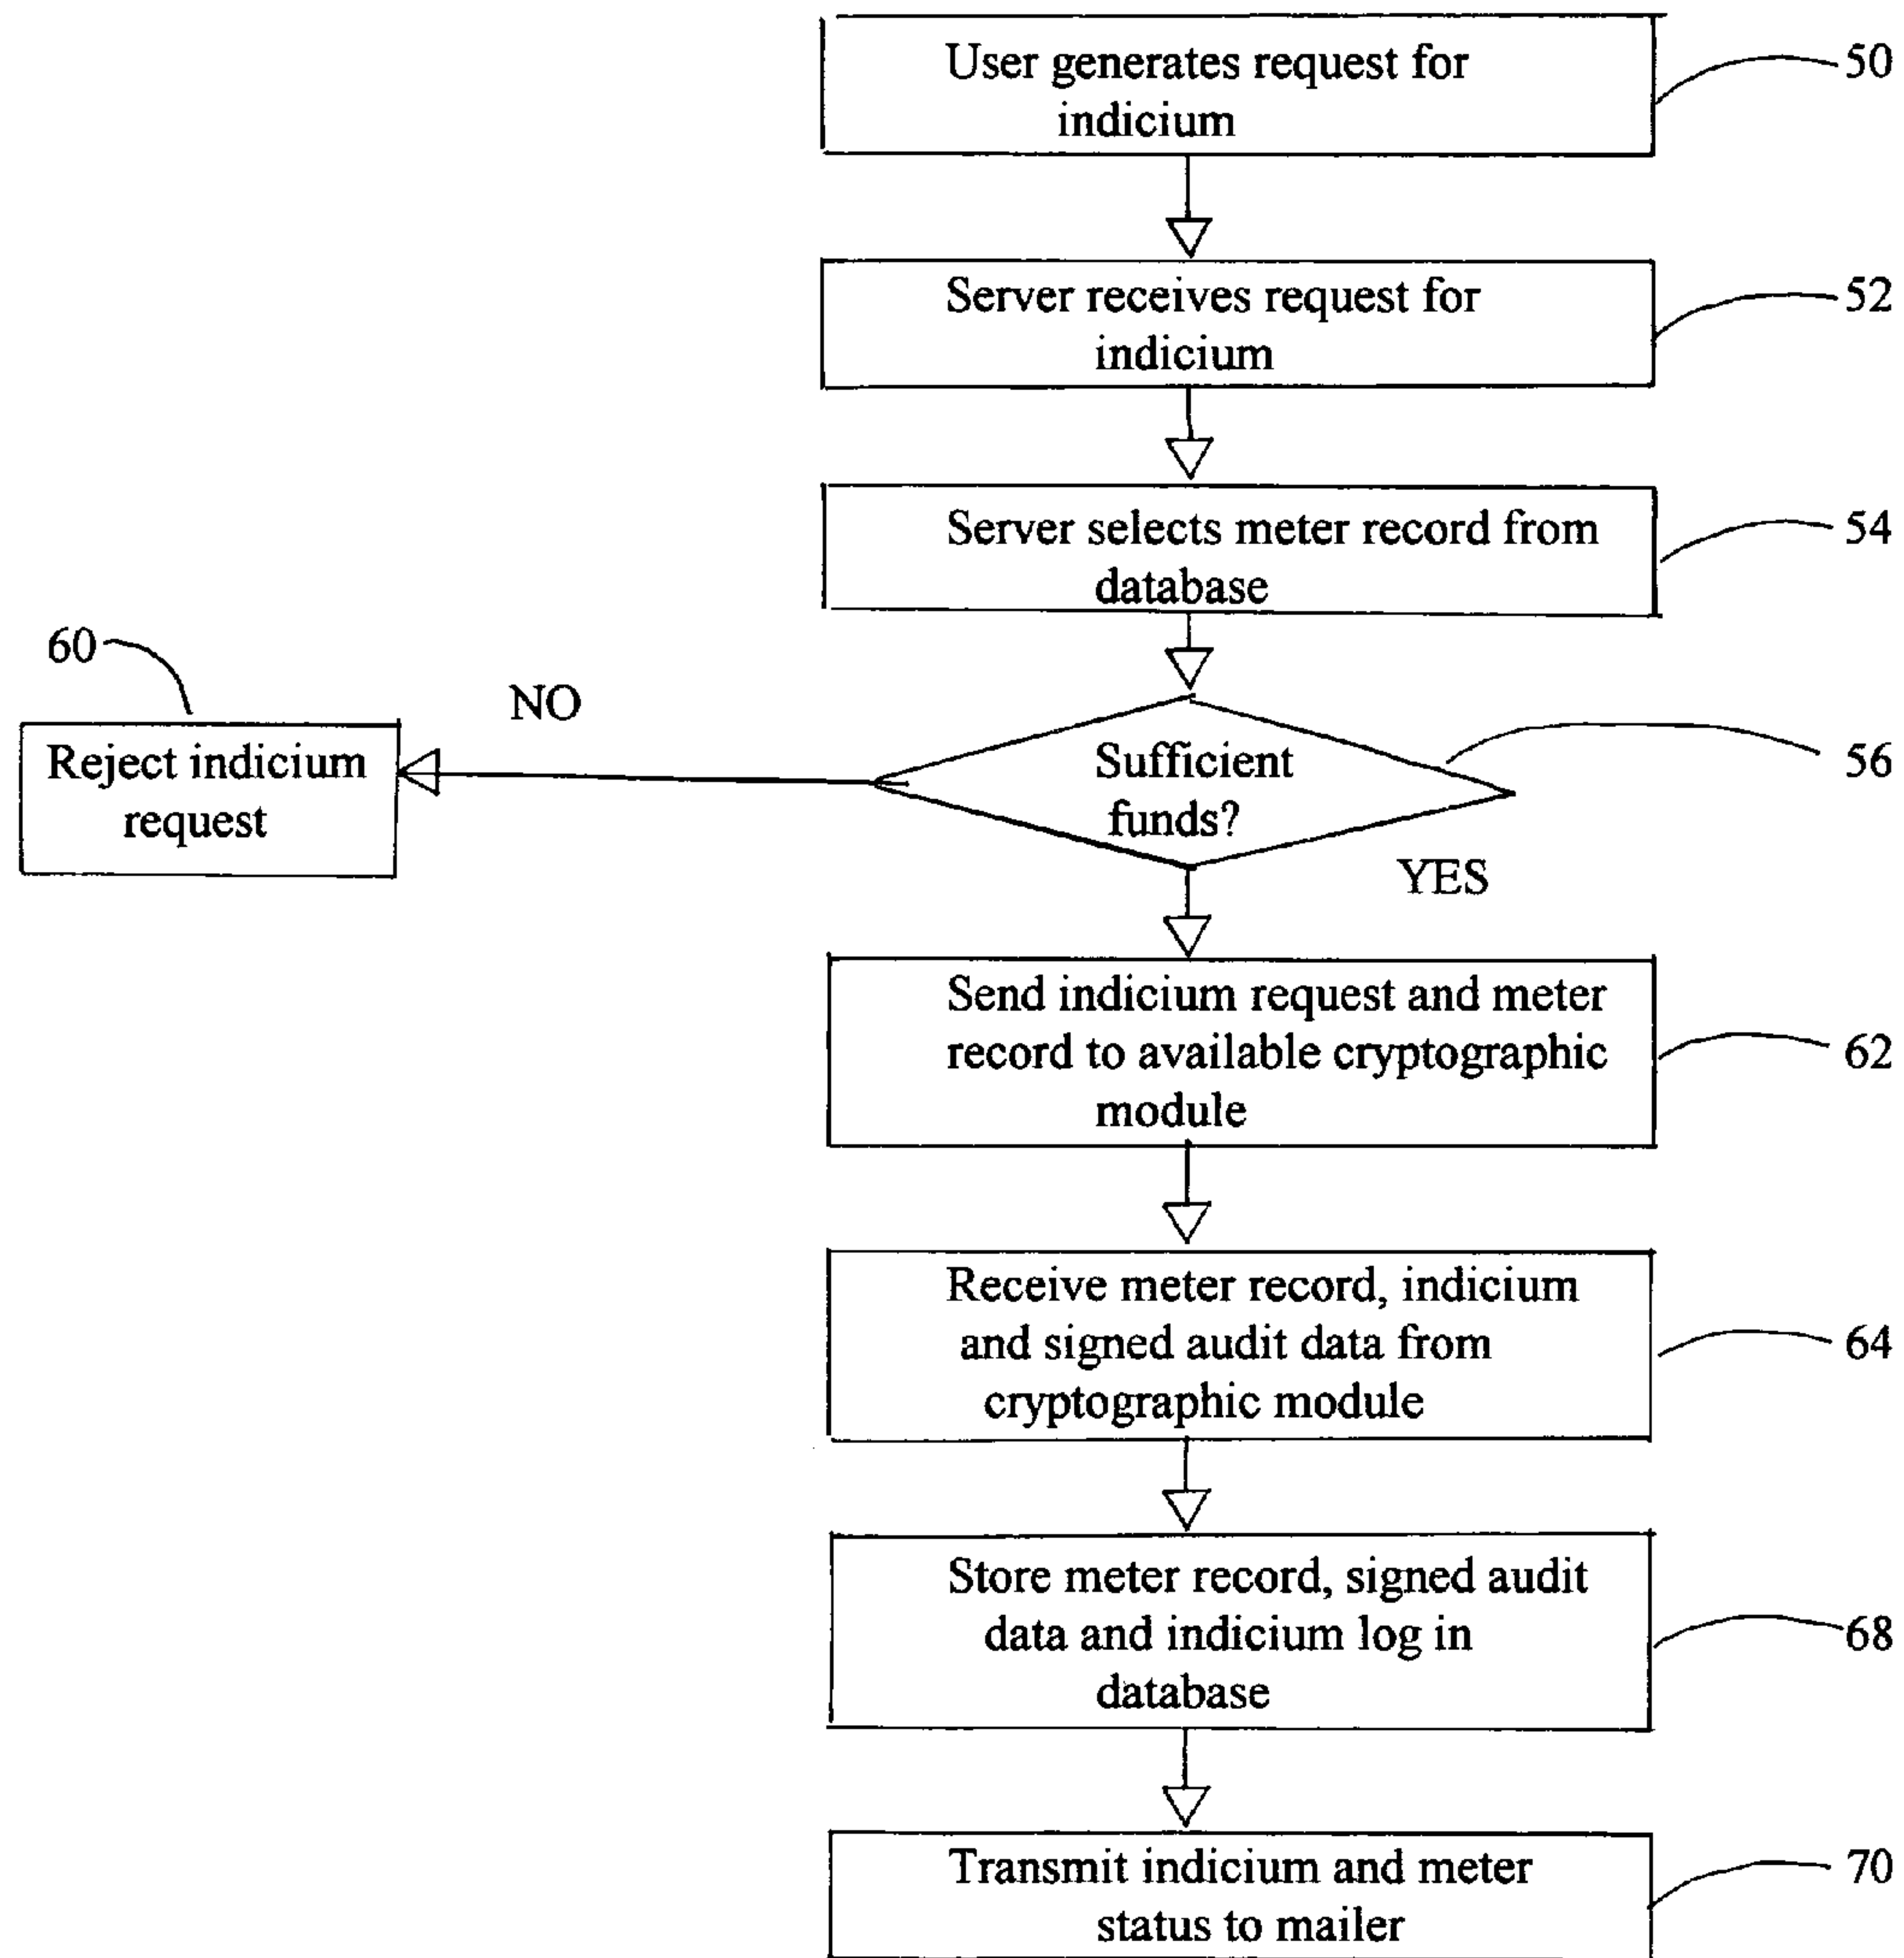 User generates request for
indicium
50
Server receives request for
indicium
52
Server selects meter record from
database
54
60
NO
Reject indicium
request
Sufficient
funds?
56
YES
Send indicium request and meter
record to available cryptographic
module
62
Receive meter record, indicium
and signed audit data from
cryptographic module
64
Store meter record, signed audit
data and indicium log in
database
68
Transmit indicium and meter
status to mailer
70